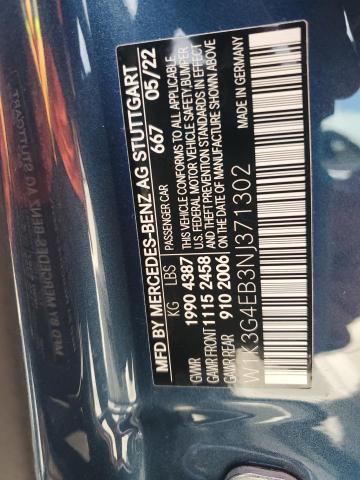 MFD BY MERCEDES-BENZ AG STUTTGART
667 05/22
KG LBS PASSENGER CAR
GVWR 1990 4387 THIS VEHICLE CONFORMS TO ALL APPLICABLE
GAWR FRONT 1115 2458 U.S. FEDERAL MOTOR VEHICLE SAFETY, BUMPER
GAWR REAR 910 2006 AND THEFT PREVENTION STANDARDS IN EFFECT
ON THE DATE OF MANUFACTURE SHOWN ABOVE
MADE IN GERMANY
W1K3G4EB3NJ371302